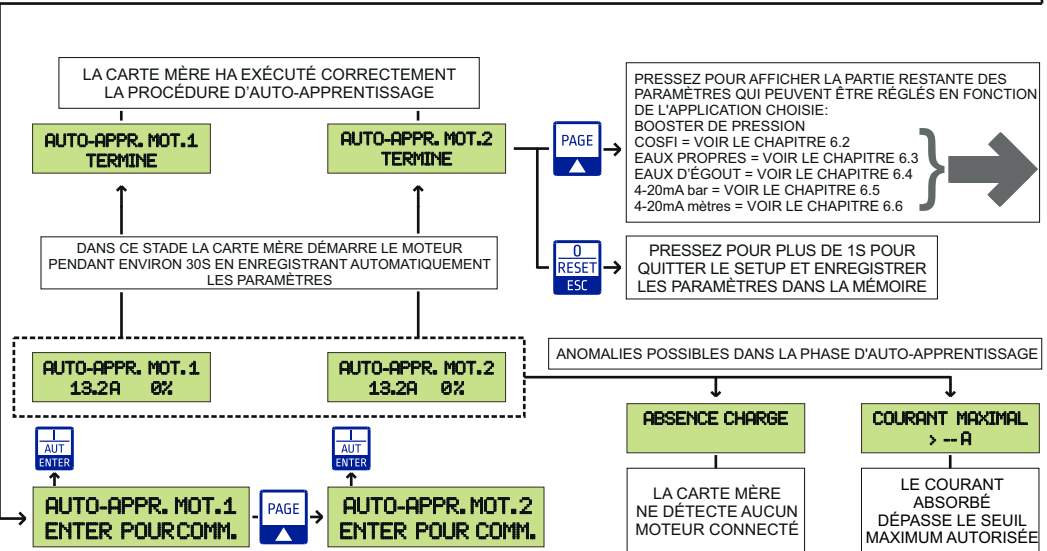 LA CARTE MÈRE HA EXÉCUTÉ CORRECTEMENT
LA PROCÉDURE D'AUTO-APPRENTISSAGE
AUTO-APPR. MOT.1
TERMINE
AUTO-APPR. MOT.2
TERMINE
PAGE
PRESSEZ POUR AFFICHER LA PARTIE RESTANTE DES
PARAMÈTRES QUI PEUVENT ÊTRE RÉGLÉS EN FONCTION
DE L'APPLICATION CHOISIE:
BOOSTER DE PRESSION
COSFI = VOIR LE CHAPITRE 6.2
EAUX PROPRES = VOIR LE CHAPITRE 6.3
EAUX D'ÉGOUT = VOIR LE CHAPITRE 6.4
4-20mA bar = VOIR LE CHAPITRE 6.5
4-20mA mètres = VOIR LE CHAPITRE 6.6
DANS CE STADE LA CARTE MÈRE DÉMARRE LE MOTEUR
PENDANT ENVIRON 30S EN ENREGISTRANT AUTOMATIQUEMENT
LES PARAMÈTRES
0
RESET
ESC
PRESSEZ POUR PLUS DE 1S POUR
QUITTER LE SETUP ET ENREGISTRER
LES PARAMÈTRES DANS LA MÉMOIRE
AUTO-APPR. MOT.1
13.2A 0%
AUTO-APPR. MOT.2
13.2A 0%
ANOMALIES POSSIBLES DANS LA PHASE D'AUTO-APPRENTISSAGE
ABSENCE CHARGE
COURANT MAXIMAL
> -- A
I
AUT
ENTER
I
AUT
ENTER
AUTO-APPR. MOT.1
ENTER POUR COMM.
PAGE
AUTO-APPR. MOT.2
ENTER POUR COMM.
LA CARTE MÈRE
NE DÉTECTE AUCUN
MOTEUR CONNECTÉ
LE COURANT
ABSORBÉ
DÉPASSE LE SEUIL
MAXIMUM AUTORISÉE